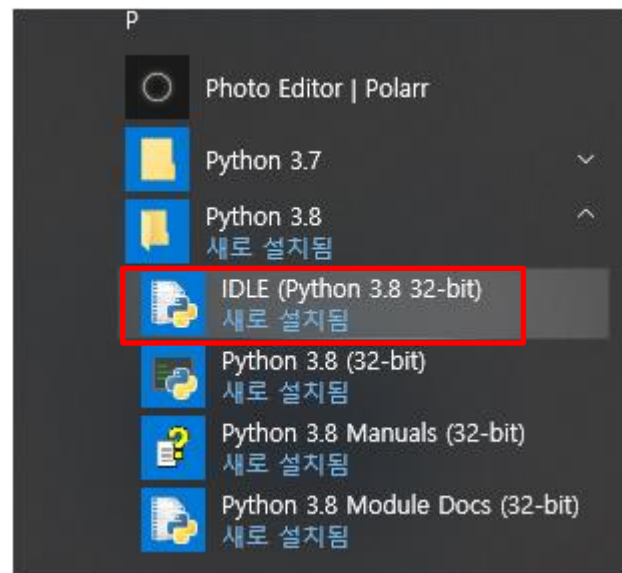 P
Photo Editor | Polarr
Python 3.7
Python 3.8
새로 설치됨
IDLE (Python 3.8 32-bit)
새로 설치됨
Python 3.8 (32-bit)
새로 설치됨
Python 3.8 Manuals (32-bit)
새로 설치됨
Python 3.8 Module Docs (32-bit)
새로 설치됨